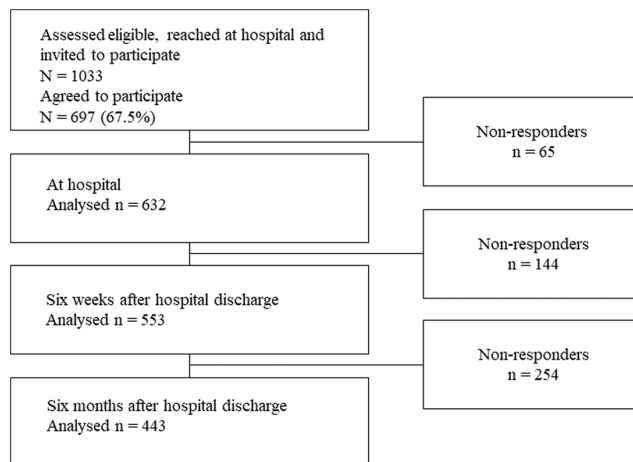 Assessed eligible, reached at hospital and
invited to participate
N = 1033
Agreed to participate
N = 697 (67.5%)
Non-responders
n = 65
At hospital
Analysed n = 632
Non-responders
n = 144
Six weeks after hospital discharge
Analysed n = 553
Non-responders
n = 254
Six months after hospital discharge
Analysed n = 443